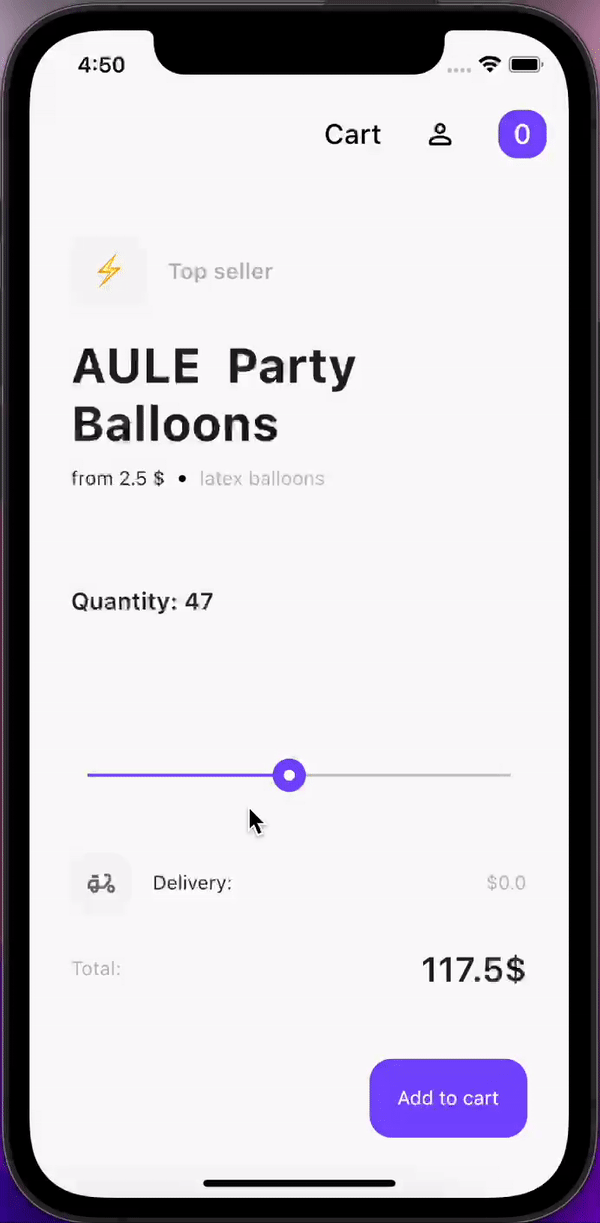 4:50
Cart 0
Top seller
AULE Party
Balloons
from 2.5 $ • latex balloons
Quantity: 47
Delivery: $0.0
Total: 117.5$
Add to cart